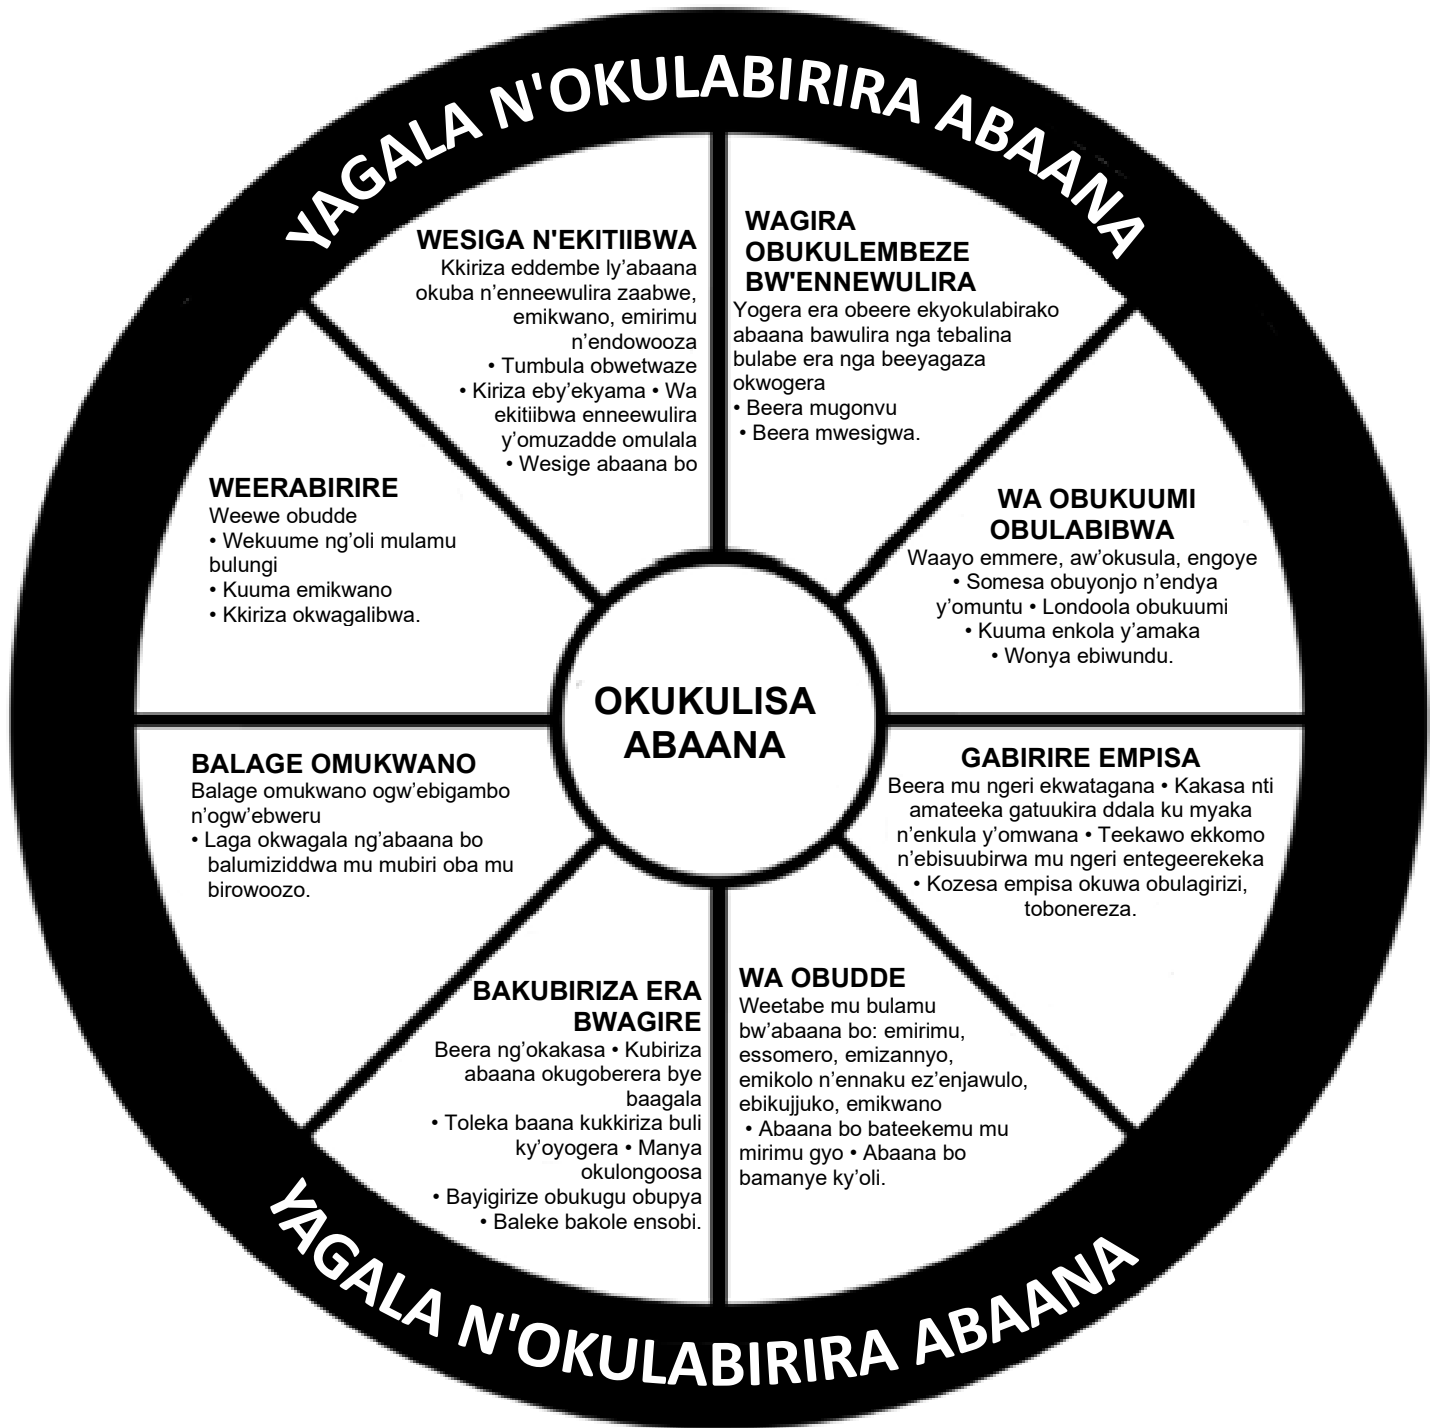 YAGALA N'OKULABIRIRA ABAANA
WESIGA N'EKITIIBWA
Kkiriza eddembe ly’abaana
okuba n’enneewulira zaabwe,
emikwano, emirimu
n’endowooza
• Tumbula obwetwaze
• Kiriza eby’ekyama • Wa
ekitiibwa enneewulira
y’omuzadde omulala
• Wesige abaana bo
WAGIRA
OBUKULEMBEZE
BW'ENNEWULIRA
Yogera era obeere ekyokulabirako
abaana bawulira nga tebalina
bulabe era nga beeyagaza
okwogera
• Beera mugonvu
• Beera mwesigwa.
WEERABIRIRE
Weewe obudde
• Wekuume ng’oli mulamu
bulungi
• Kuuma emikwano
• Kkiriza okwagalibwa.
WA OBUKUUMI
OBULABIBWA
Waayo emmere, aw’okusula, engoye
• Somesa obuyonjo n’endya
y’omuntu • Londoola obukuumi
• Kuuma enkola y’amaka
• Wonya ebiwundu.
OKUKULISA
ABAANA
BALAGE OMUKWANO
Balage omukwano ogw’ebigambo
n’ogw’ebweru
• Laga okwagala ng’abaana bo
balumiziddwa mu mubiri oba mu
birowoozo.
GABIRIRE EMPISA
Beera mu ngeri ekwatagana • Kakasa nti
amateeka gatuukira ddala ku myaka
n’enkula y’omwana • Teekawo ekkomo
n’ebisuubirwa mu ngeri entegeerekeka
• Kozesa empisa okuwa obulagirizi,
tobonereza.
BAKUBIRIZA ERA
BWAGIRE
Beera ng’okakasa • Kubiriza
abaana okugoberera bye
baagala
• Toleka baana kukkiriza buli
ky’oyogera • Manya
okulongoosa
• Bayigirize obukugu obupya
• Baleke bakole ensobi.
WA OBUDDE
Weetabe mu bulamu
bw’abaana bo: emirimu,
essomero, emizannyo,
emikolo n’ennaku ez’enjawulo,
ebikujjuko, emikwano
• Abaana bo bateekemu mu
mirimu gyo • Abaana bo
bamanye ky’oli.
YAGALA N'OKULABIRIRA ABAANA